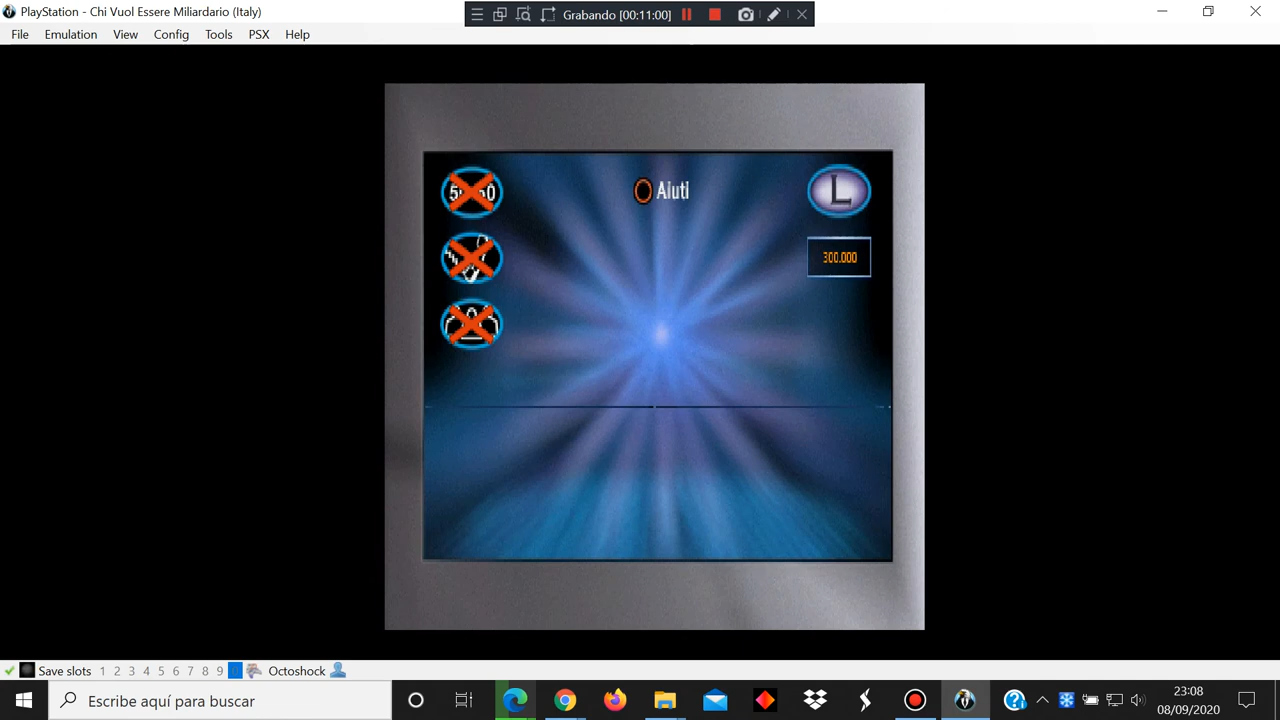 PlayStation - Chi Vuol Essere Miliardario (Italy)
Grabando [00:11:00]
File Emulation View Config Tools PSX Help
Aiuti
L
300.000
Save slots 1 2 3 4 5 6 7 8 9 Octoshock
Escribe aquí para buscar
23:08
08/09/2020